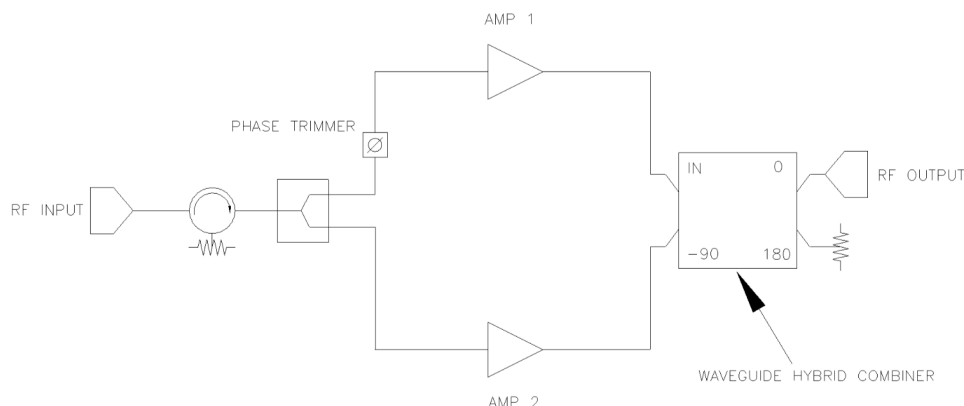 AMP 1
PHASE TRIMMER
RF INPUT
IN 0
RF OUTPUT
-90 180
WAVEGUIDE HYBRID COMBINER
AMP 2